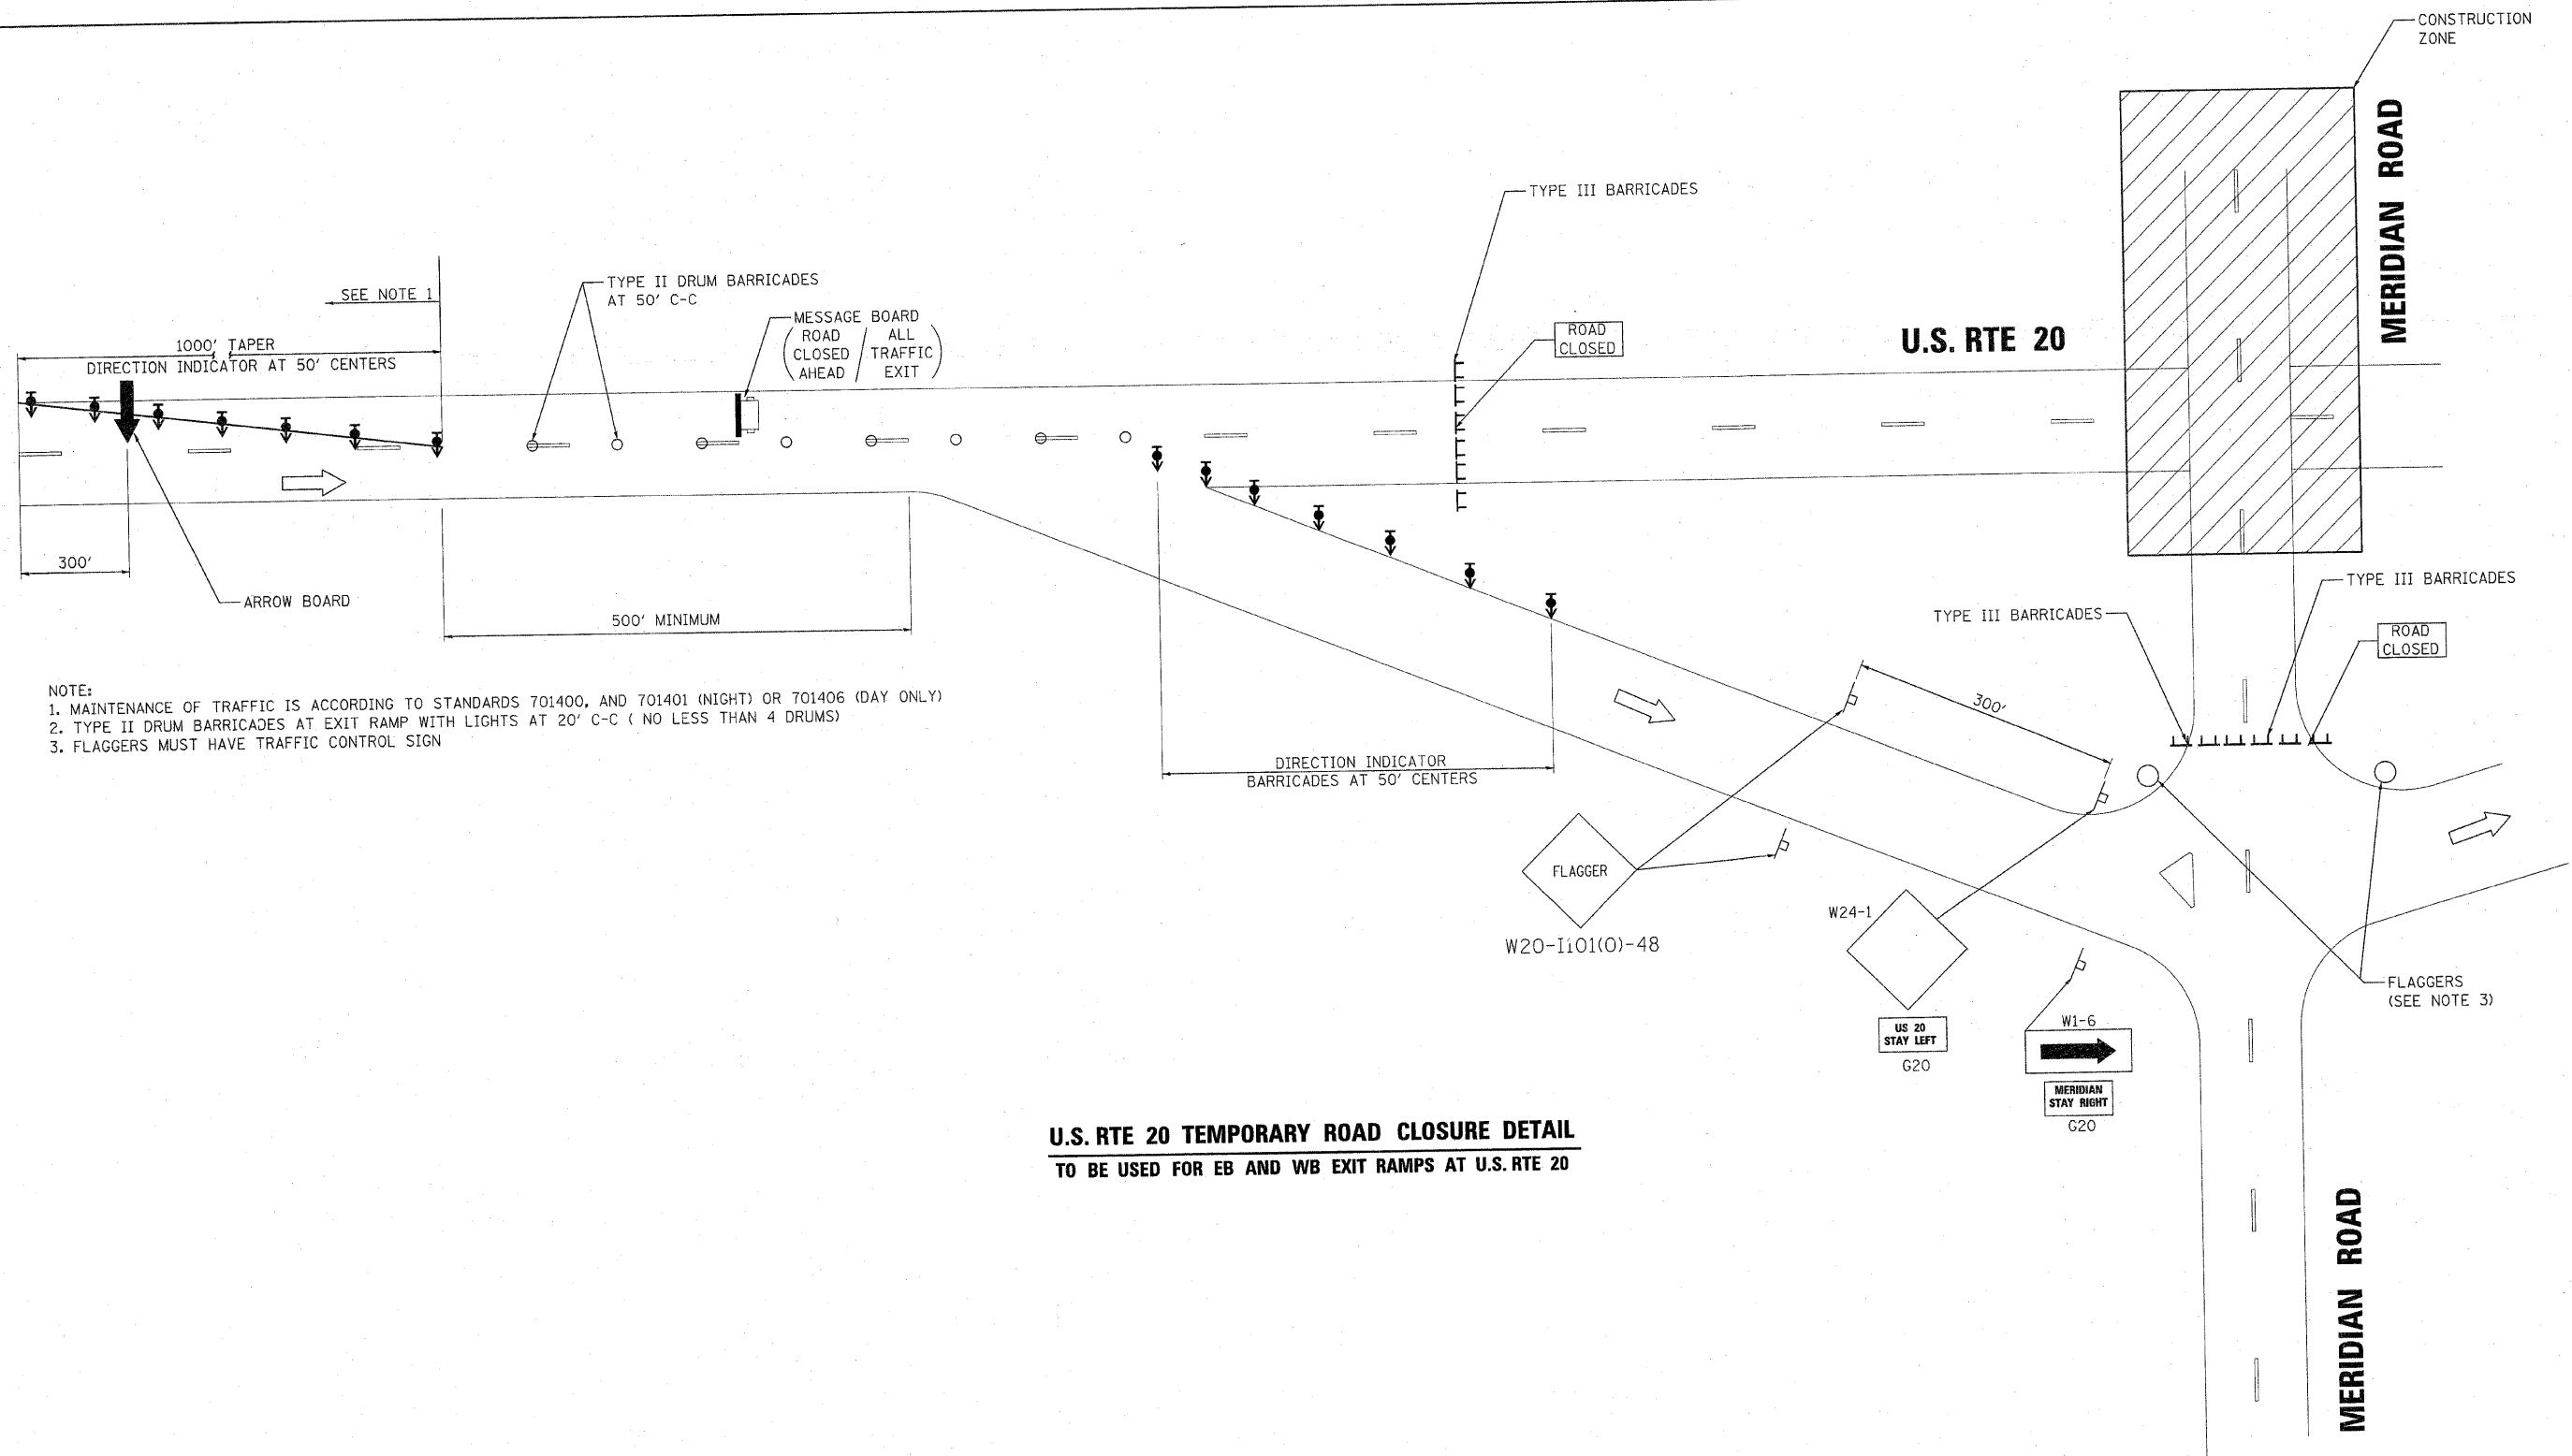 CONSTRUCTION
ZONE
MERIDIAN ROAD
TYPE III BARRICADES
ROAD
CLOSED
U.S. RTE 20
SEE NOTE 1
TYPE II DRUM BARRICADES
AT 50' C-C
MESSAGE BOARD
ROAD
CLOSED
AHEAD
/
ALL
TRAFFIC
EXIT
1000' TAPER
DIRECTION INDICATOR AT 50' CENTERS
300'
ARROW BOARD
500' MINIMUM
TYPE III BARRICADES
TYPE III BARRICADES
ROAD
CLOSED
NOTE:
1. MAINTENANCE OF TRAFFIC IS ACCORDING TO STANDARDS 701400, AND 701401 (NIGHT) OR 701406 (DAY ONLY)
2. TYPE II DRUM BARRICADES AT EXIT RAMP WITH LIGHTS AT 20' C-C ( NO LESS THAN 4 DRUMS)
3. FLAGGERS MUST HAVE TRAFFIC CONTROL SIGN
300'
DIRECTION INDICATOR
BARRICADES AT 50' CENTERS
FLAGGER
W20-I101(O)-48
W24-1
US 20
STAY LEFT
G20
W1-6
MERIDIAN
STAY RIGHT
G20
FLAGGERS
(SEE NOTE 3)
U.S. RTE 20 TEMPORARY ROAD CLOSURE DETAIL
TO BE USED FOR EB AND WB EXIT RAMPS AT U.S. RTE 20
MERIDIAN ROAD